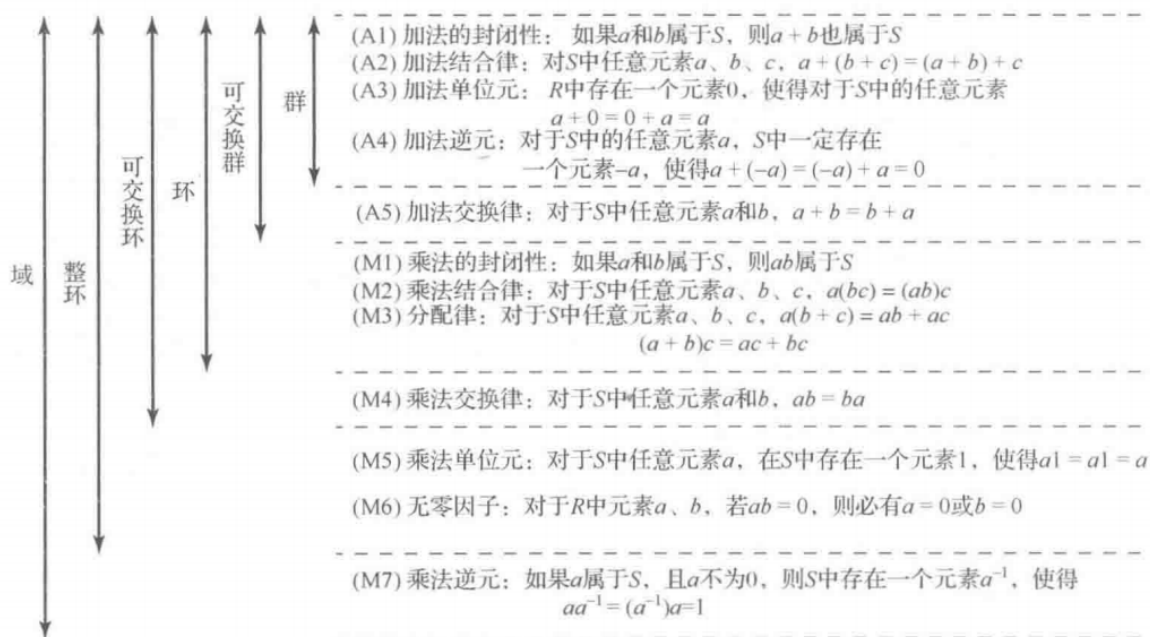 (A1) 加法的封闭性：如果a和b属于S，则a + b也属于S
(A2) 加法结合律：对S中任意元素a、b、c，a + (b + c) = (a + b) + c
(A3) 加法单位元：R中存在一个元素0，使得对于S中的任意元素
a + 0 = 0 + a = a
(A4) 加法逆元：对于S中的任意元素a，S中一定存在
一个元素–a，使得a + (–a) = (–a) + a = 0
(A5) 加法交换律：对于S中任意元素a和b，a + b = b + a
(M1) 乘法的封闭性：如果a和b属于S，则ab属于S
(M2) 乘法结合律：对于S中任意元素a、b、c，a(bc) = (ab)c
(M3) 分配律：对于S中任意元素a、b、c，a(b + c) = ab + ac
(a + b)c = ac + bc
(M4) 乘法交换律：对于S中任意元素a和b，ab = ba
(M5) 乘法单位元：对于S中任意元素a，在S中存在一个元素1，使得a1 = a1 = a
(M6) 无零因子：对于R中元素a、b，若ab = 0，则必有a = 0或b = 0
(M7) 乘法逆元：如果a属于S，且a不为0，则S中存在一个元素a⁻¹，使得
aa⁻¹ = (a⁻¹)a=1
域
整环
可交换环
环
可交换群
群